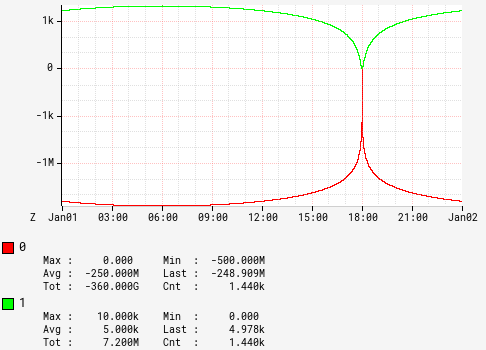 1k
0
-1k
-1M
Z Jan01 03:00 06:00 09:00 12:00 15:00 18:00 21:00 Jan02
0
Max : 0.000 Min : -500.000M
Avg : -250.000M Last : -248.909M
Tot : -360.000G Cnt : 1.440k
1
Max : 10.000k Min : 0.000
Avg : 5.000k Last : 4.978k
Tot : 7.200M Cnt : 1.440k